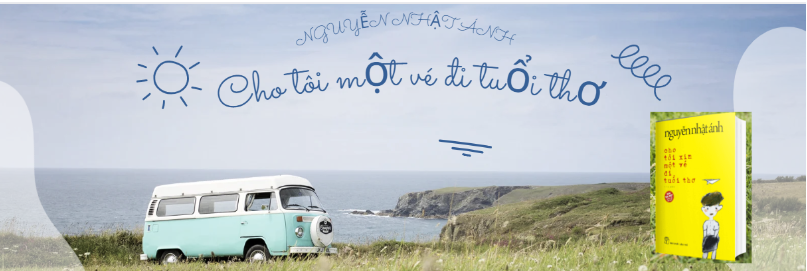 NGUYỄN NHẬT ANH
Cho tôi một vé đi tuổi thơ
nguyễn nhật ánh
cho
tôi xin
một vé
đi
tuổi thơ